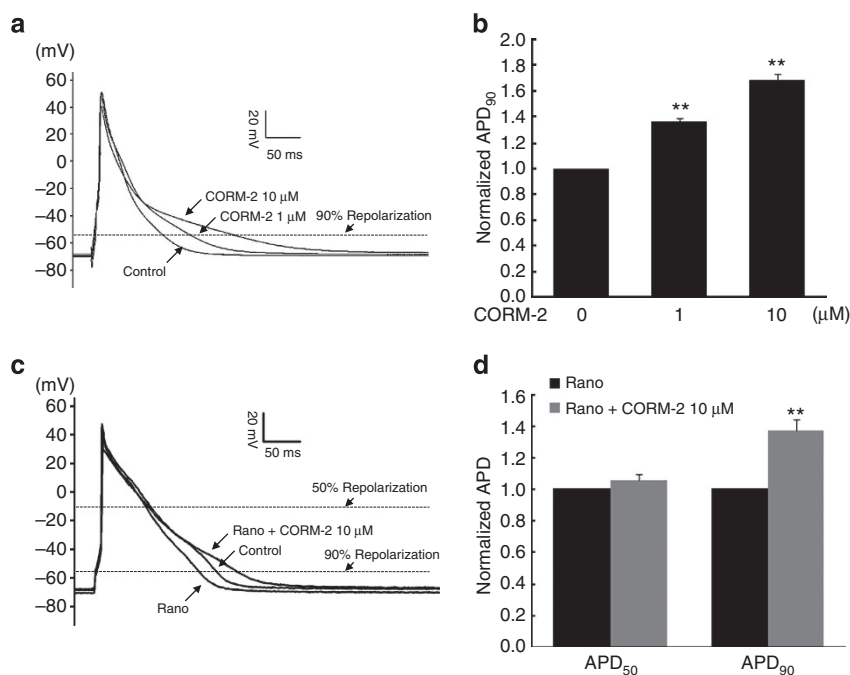 a
(mV)
60
40
20
0
–20
–40
–60
–80
20 mV
50 ms
CORM-2 10 μM
CORM-2 1 μM
90% Repolarization
Control
b
Normalized APD90
2.0
1.8
1.6
1.4
1.2
1.0
0.8
0.6
0.4
0.2
0.0
**
**
CORM-2 0 1 10 (μM)
c
(mV)
60
40
20
0
–20
–40
–60
–80
20 mV
50 ms
50% Repolarization
Rano + CORM-2 10 μM
Control
90% Repolarization
Rano
d
Normalized APD
1.6
1.4
1.2
1.0
0.8
0.6
0.4
0.2
0.0
Rano
Rano + CORM-2 10 μM
**
APD50 APD90